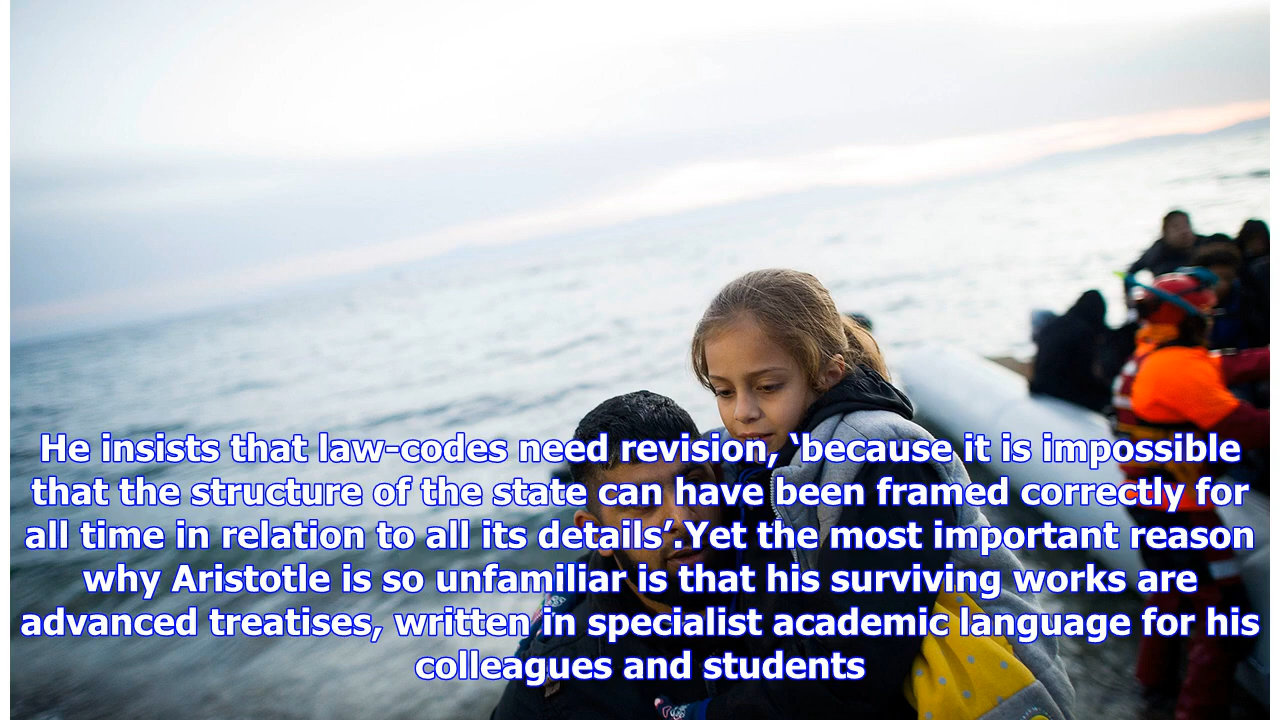 He insists that law-codes need revision, ‘because it is impossible
that the structure of the state can have been framed correctly for
all time in relation to all its details’.Yet the most important reason
why Aristotle is so unfamiliar is that his surviving works are
advanced treatises, written in specialist academic language for his
colleagues and students